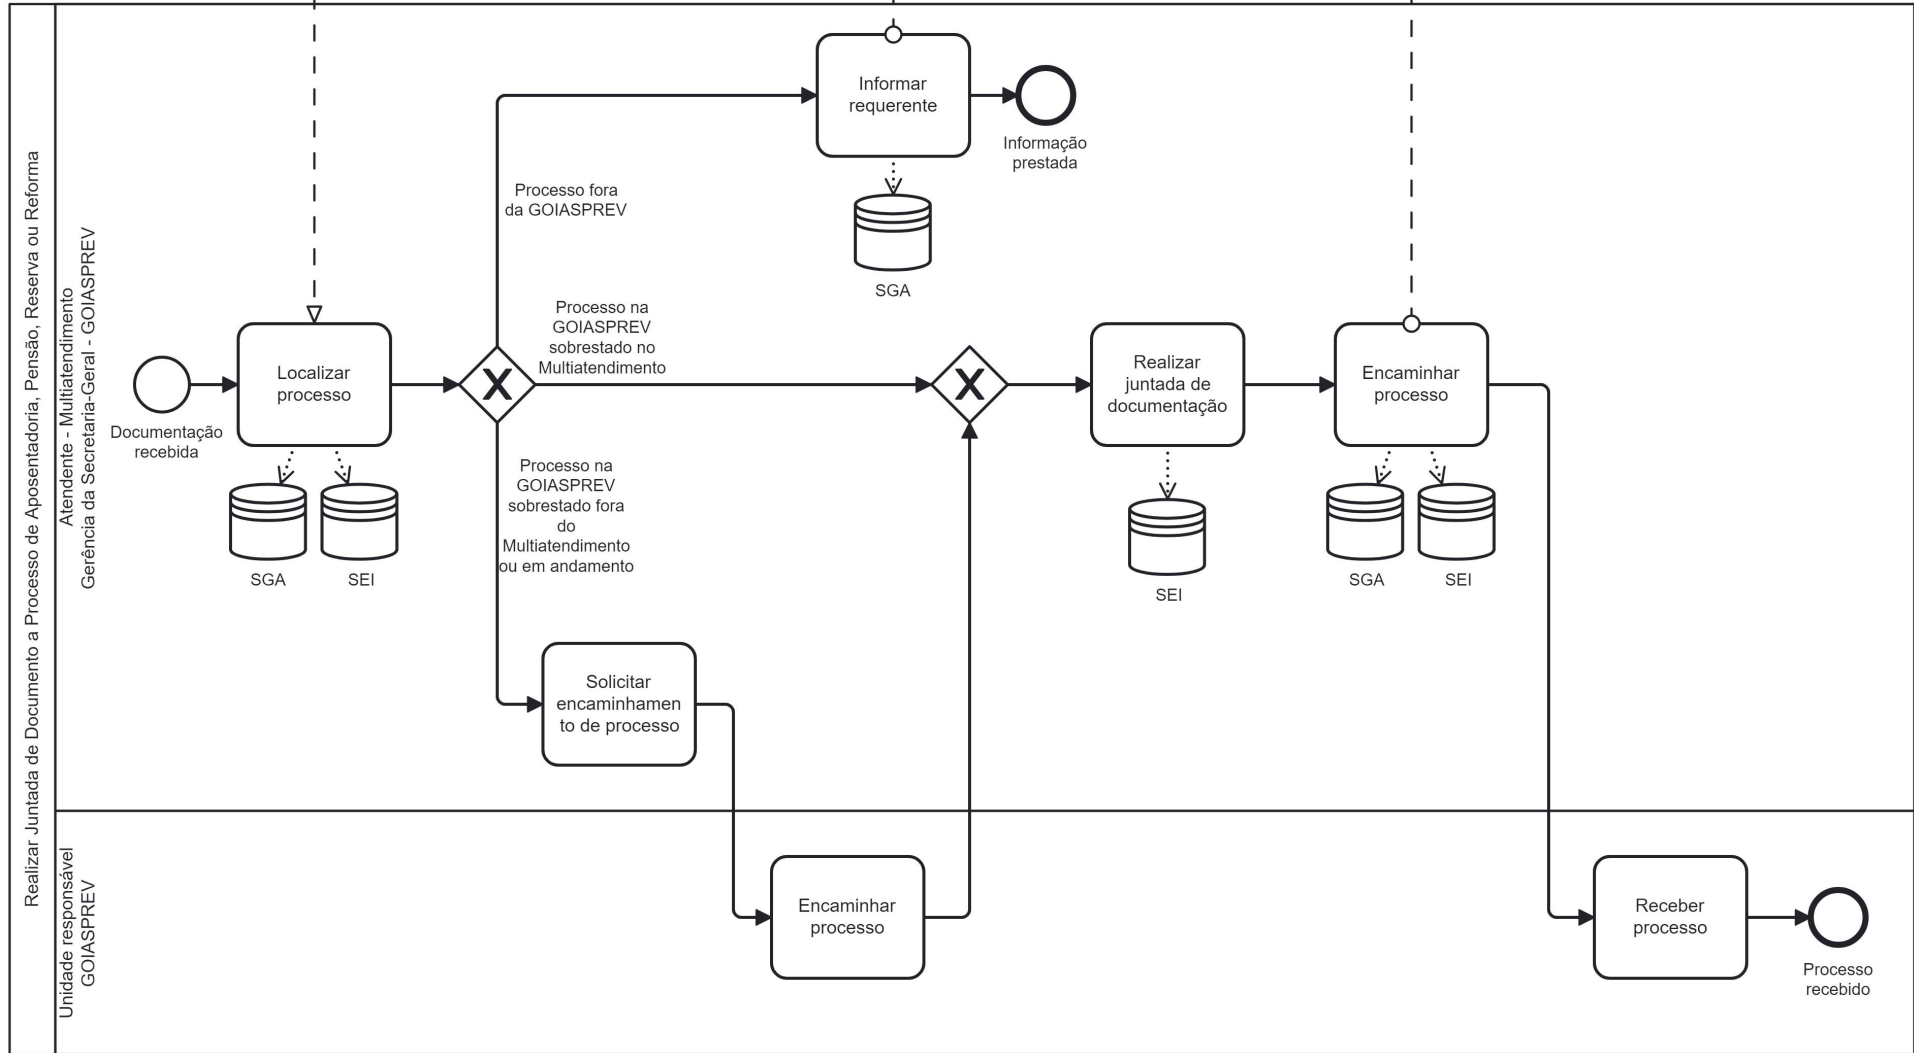 Realizar Juntada de Documento a Processo de Aposentadoria, Pensão, Reserva ou Reforma
Atendente - Multiatendimento
Gerência da Secretaria-Geral - GOIASPREV
Documentação
recebida
Localizar
processo
SGA
SEI
Processo fora
da GOIASPREV
Informar
requerente
SGA
Informação
prestada
Processo na
GOIASPREV
sobrestado no
Multiatendimento
X
X
Realizar
juntada de
documentação
SEI
Encaminhar
processo
SGA
SEI
Processo na
GOIASPREV
sobrestado fora
do
Multiatendimento
ou em andamento
Solicitar
encaminhamen
to de processo
Unidade responsável
GOIASPREV
Encaminhar
processo
Receber
processo
Processo
recebido